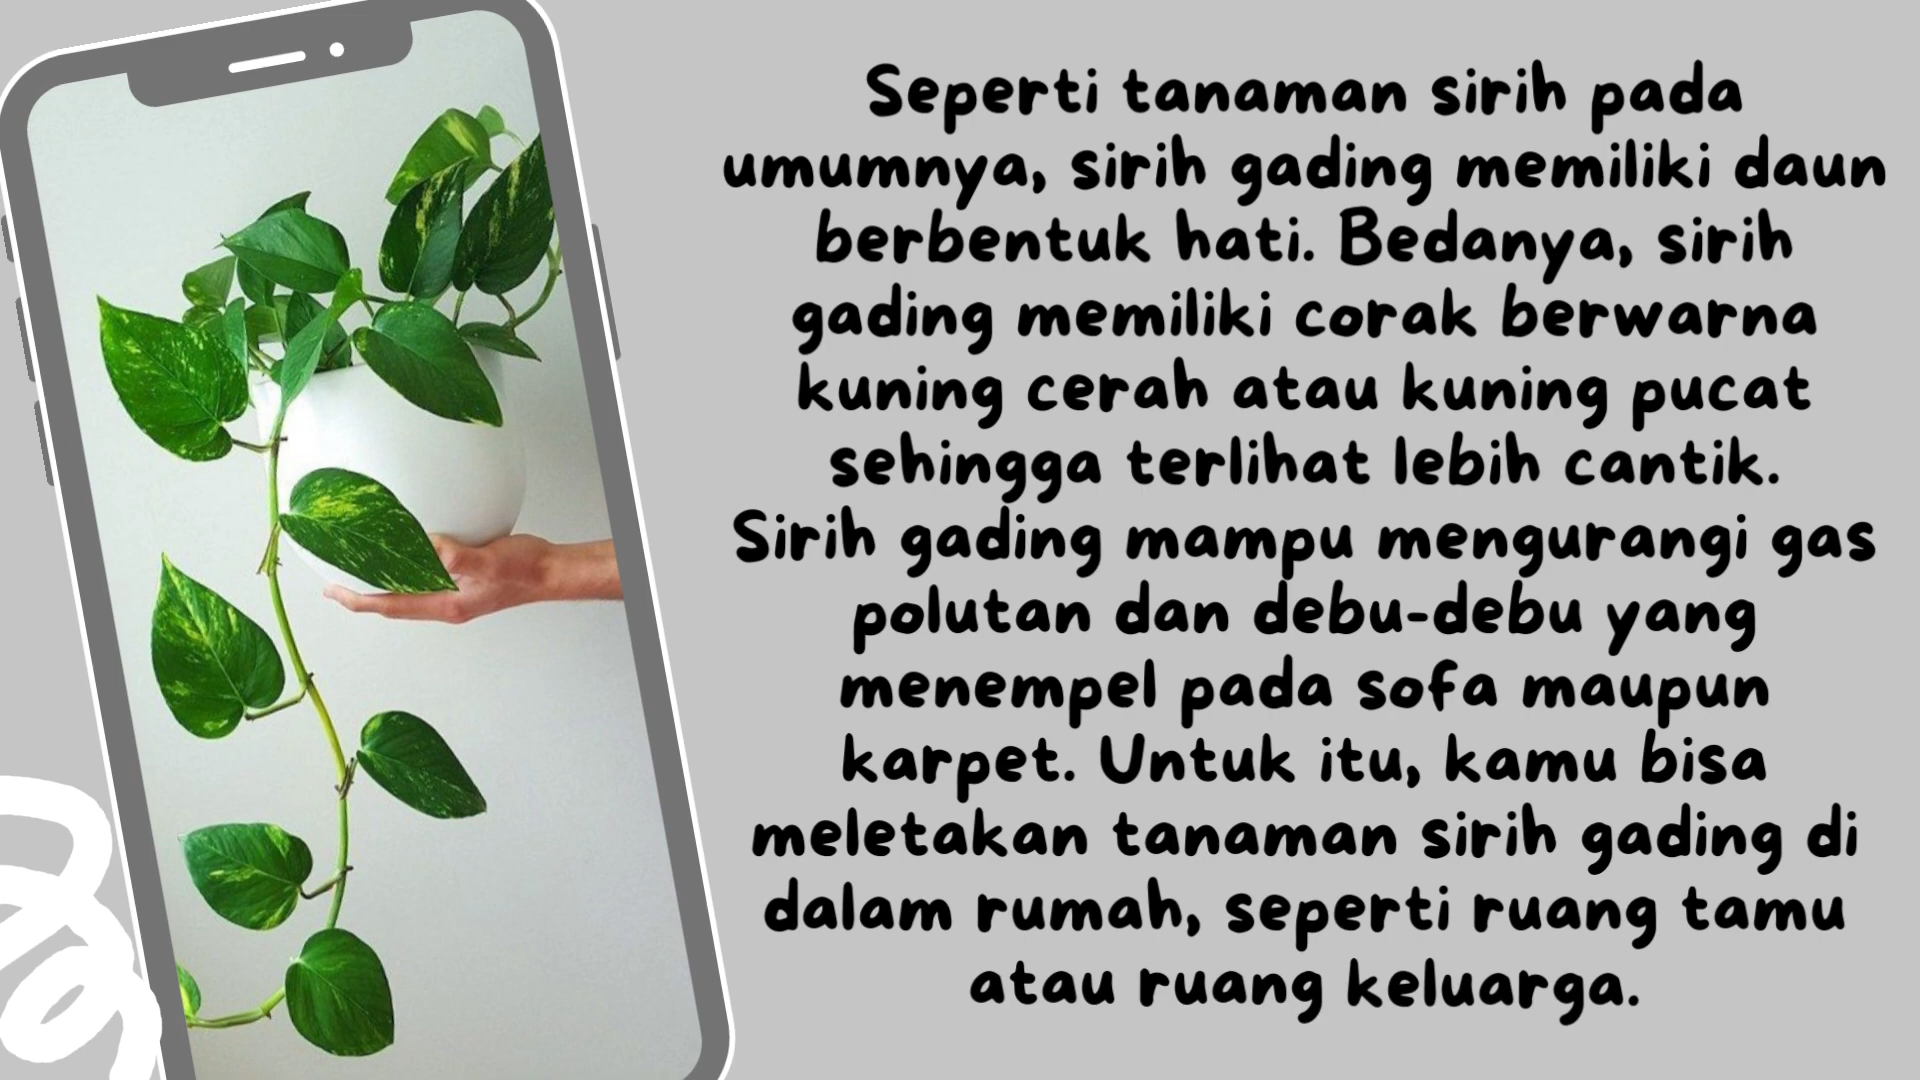 Seperti tanaman sirih pada
umumnya, sirih gading memiliki daun
berbentuk hati. Bedanya, sirih
gading memiliki corak berwarna
kuning cerah atau kuning pucat
sehingga terlihat lebih cantik.
Sirih gading mampu mengurangi gas
polutan dan debu-debu yang
menempel pada sofa maupun
karpet. Untuk itu, kamu bisa
meletakan tanaman sirih gading di
dalam rumah, seperti ruang tamu
atau ruang keluarga.